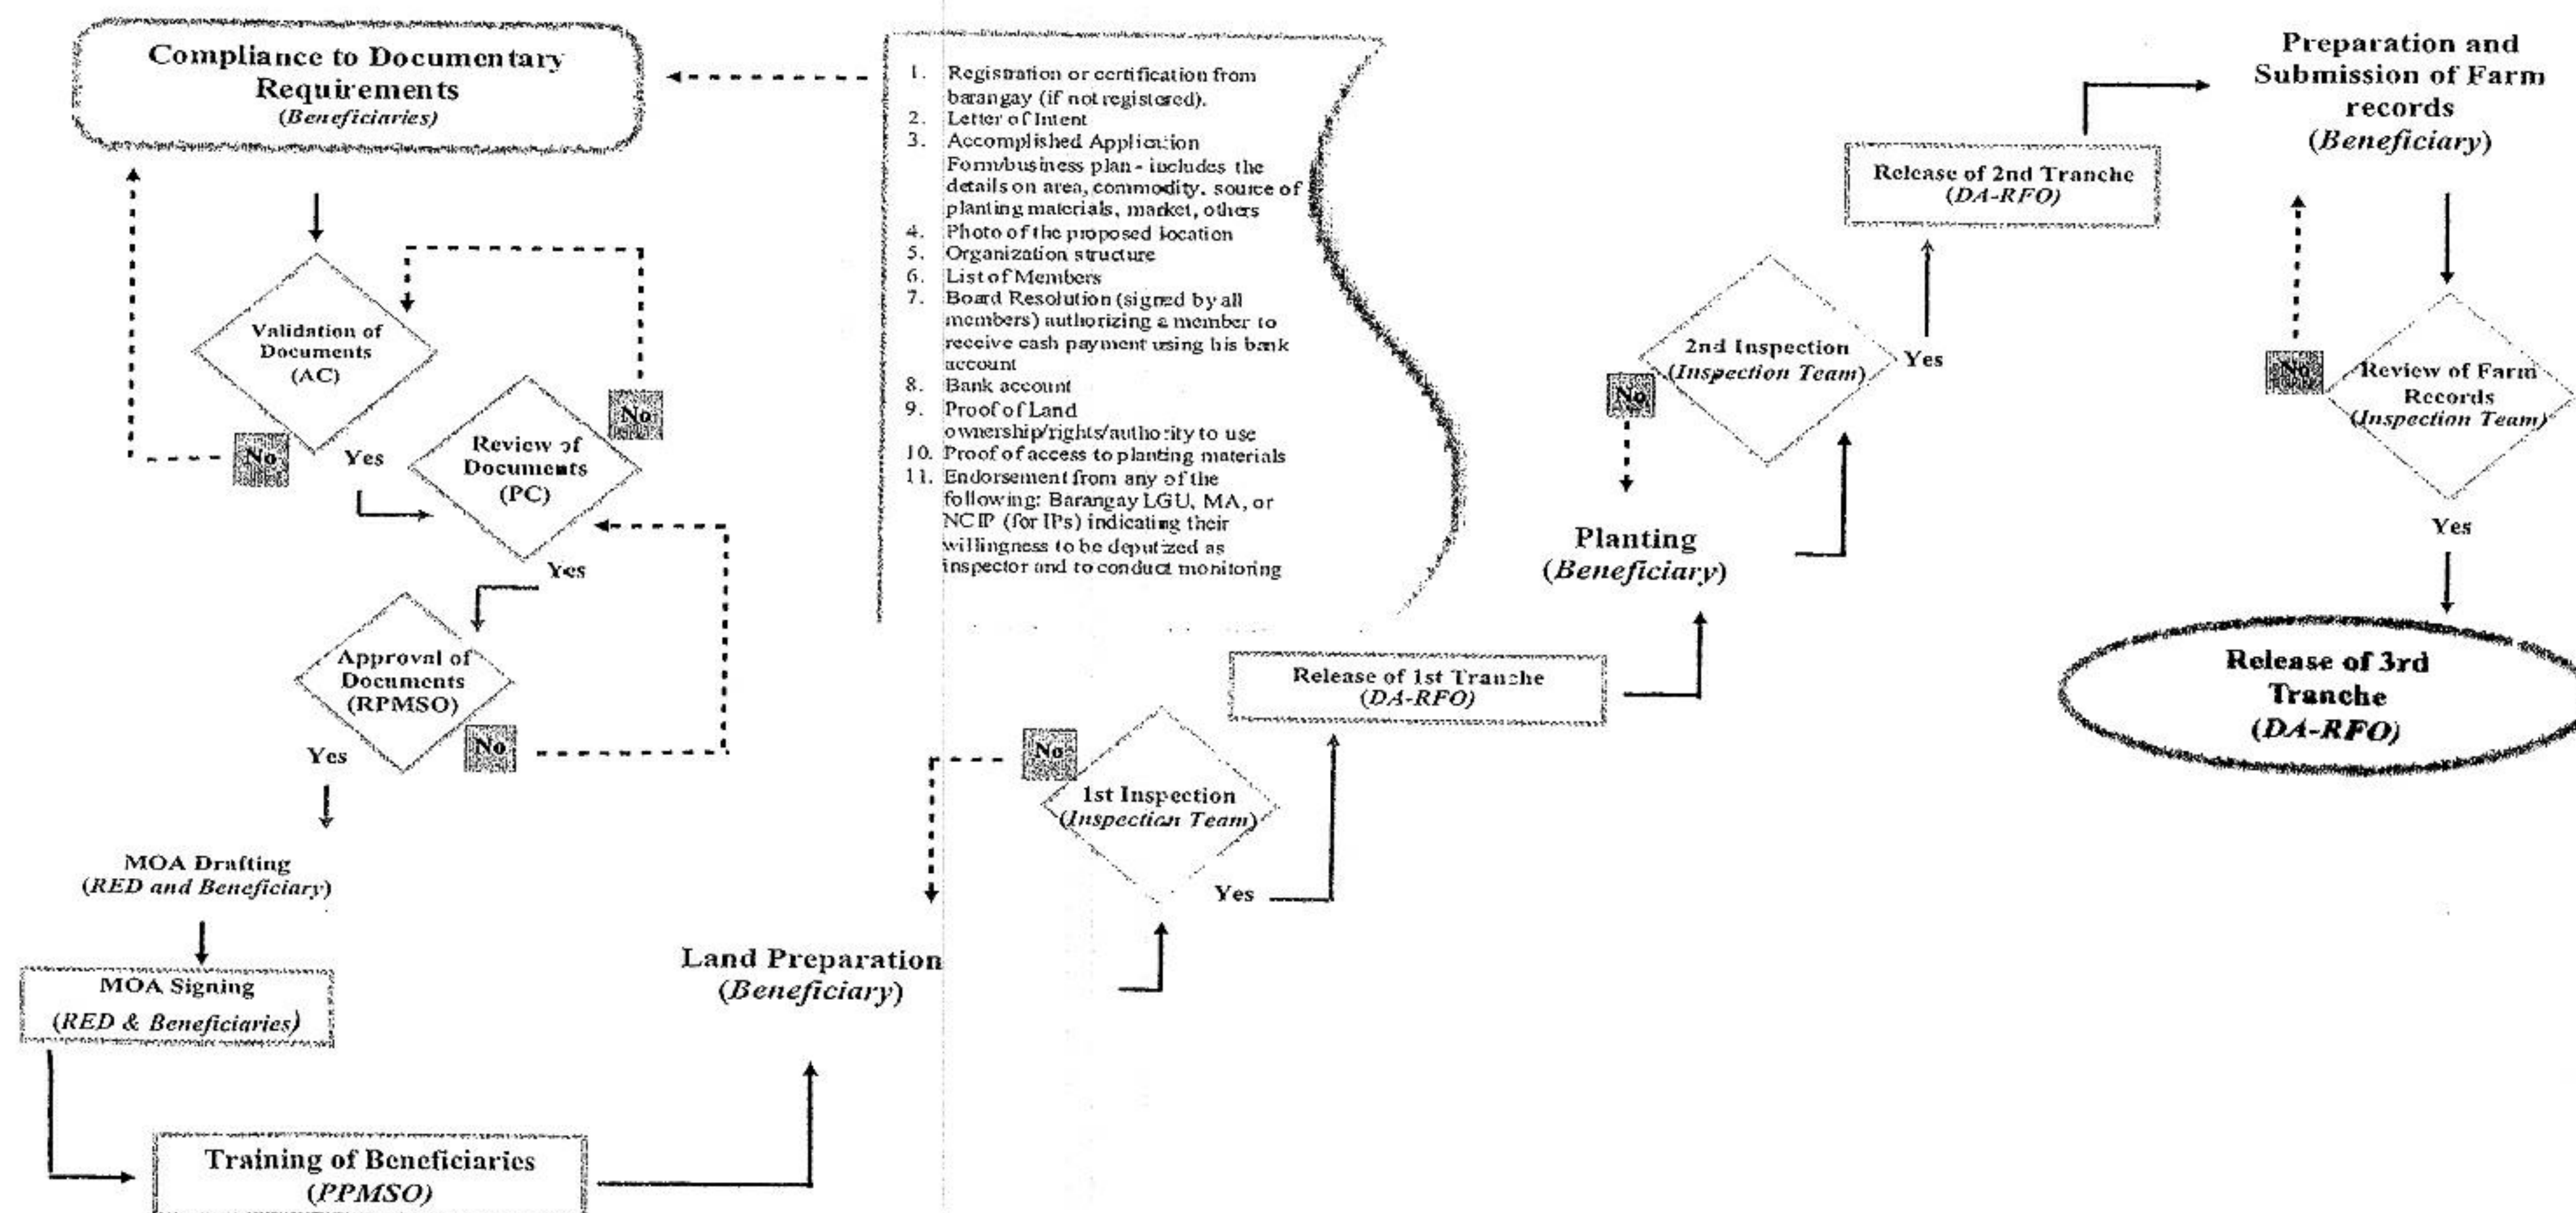 Compliance to Documentary
Requirements
(Beneficiaries)
Validation of
Documents
(AC)
No
Yes
Review of
Documents
(PC)
No
Yes
Approval of
Documents
(RPMSO)
No
Yes
MOA Drafting
(RED and Beneficiary)
MOA Signing
(RED & Beneficiaries)
Training of Beneficiaries
(PPMSO)
1. Registration or certification from
barangay (if not registered).
2. Letter of Intent
3. Accomplished Application
Form/business plan - includes the
details on area, commodity, source of
planting materials, market, others
4. Photo of the proposed location
5. Organization structure
6. List of Members
7. Board Resolution (signed by all
members) authorizing a member to
receive cash payment using his bank
account
8. Bank account
9. Proof of Land
ownership/rights/authority to use
10. Proof of access to planting materials
11. Endorsement from any of the
following: Barangay LGU, MA, or
NCIP (for IPs) indicating their
willingness to be deputized as
inspector and to conduct monitoring
Land Preparation
(Beneficiary)
No
1st Inspection
(Inspection Team)
Yes
Release of 1st Tranche
(DA-RFO)
Planting
(Beneficiary)
No
2nd Inspection
(Inspection Team)
Yes
Release of 2nd Tranche
(DA-RFO)
Preparation and
Submission of Farm
records
(Beneficiary)
No
Review of Farm
Records
(Inspection Team)
Yes
Release of 3rd
Tranche
(DA-RFO)